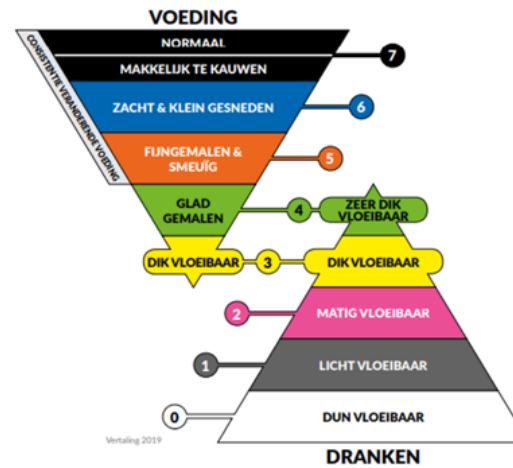 VOEDING
NORMAAL
MAKKELIJK TE KAUWEN
7
CONSISTENTIE VERANDERENDE VOEDING
ZACHT & KLEIN GESNEDEN
6
FIJNGEMALEN &
SMEUÏG
5
GLAD
GEMALEN
4
ZEER DIK
VLOEIBAAR
DIK VLOEIBAAR
3
DIK VLOEIBAAR
2
MATIG VLOEIBAAR
1
LICHT VLOEIBAAR
0
DUN VLOEIBAAR
Vertaling 2019
DRANKEN